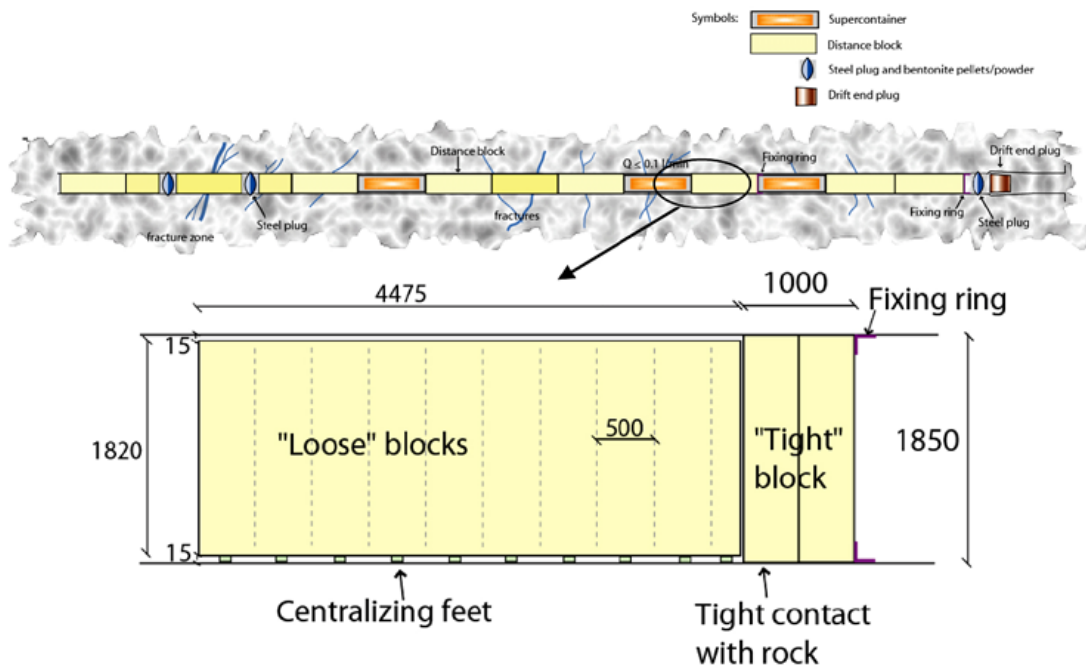 Symbols:
Supercontainer
Distance block
Steel plug and bentonite pellets/powder
Drift end plug
Distance block
Q < 0,1 l/min
Fixing ring
Drift end plug
fracture zone
Steel plug
fractures
Fixing ring
Steel plug
4475
1000
Fixing ring
15
1820
"Loose" blocks
500
"Tight"
block
1850
15
Centralizing feet
Tight contact
with rock